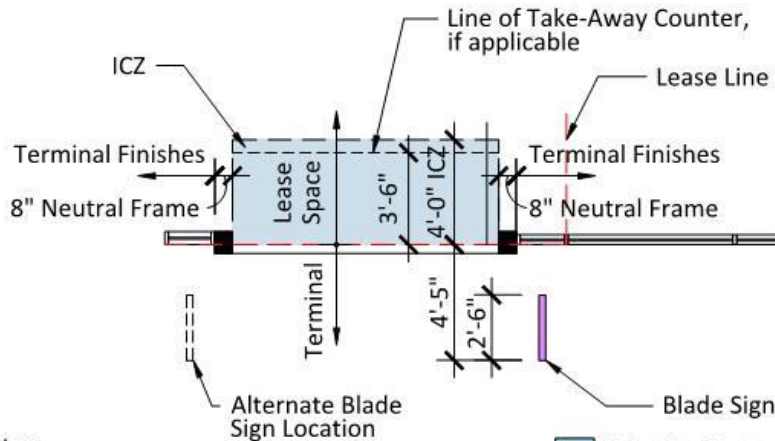 Line of Take-Away Counter,
if applicable
ICZ
Lease Line
Terminal Finishes
Terminal Finishes
8" Neutral Frame
Lease
Space
3'-6"
4'-0" ICZ
8" Neutral Frame
Terminal
4'-5"
2'-6"
Alternate Blade
Sign Location
Blade Sign